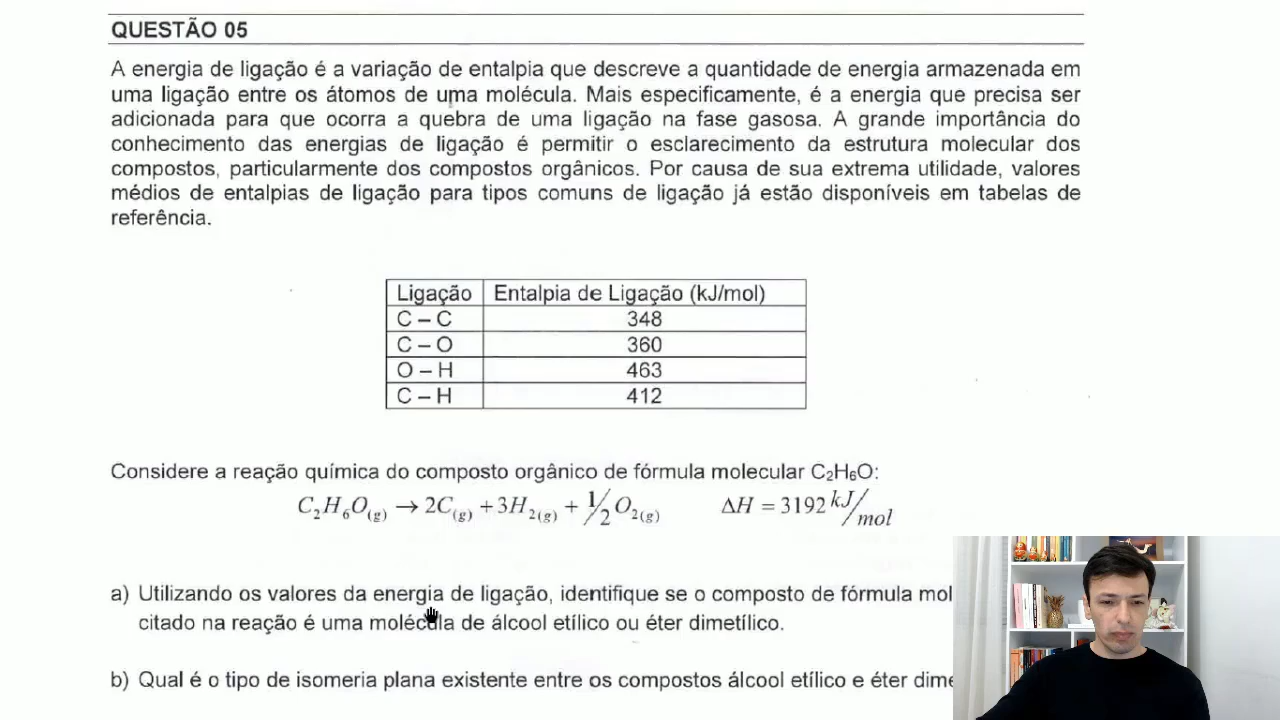 QUESTÃO 05
A energia de ligação é a variação de entalpia que descreve a quantidade de energia armazenada em
uma ligação entre os átomos de uma molécula. Mais especificamente, é a energia que precisa ser
adicionada para que ocorra a quebra de uma ligação na fase gasosa. A grande importância do
conhecimento das energias de ligação é permitir o esclarecimento da estrutura molecular dos
compostos, particularmente dos compostos orgânicos. Por causa de sua extrema utilidade, valores
médios de entalpias de ligação para tipos comuns de ligação já estão disponíveis em tabelas de
referência.
Ligação Entalpia de Ligação (kJ/mol)
C – C 348
C – O 360
O – H 463
C – H 412
Considere a reação química do composto orgânico de fórmula molecular C₂H₆O:
C₂H₆O(g) → 2C(g) + 3H₂(g) + 1/2 O₂(g) ΔH = 3192 kJ/mol
a) Utilizando os valores da energia de ligação, identifique se o composto de fórmula mol
citado na reação é uma molécula de álcool etílico ou éter dimetílico.
b) Qual é o tipo de isomeria plana existente entre os compostos álcool etílico e éter dime